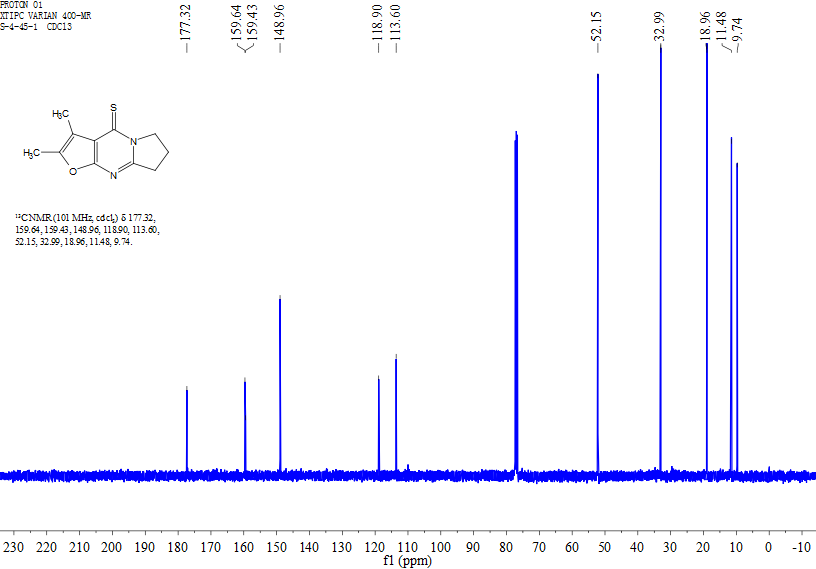 PROTON 01
XTIPC VARIAN 400-MR
S-4-45-1 CDCl3
177.32
159.64
159.43
148.96
118.90
113.60
52.15
32.99
18.96
11.48
9.74
S
H₃C
N
H₃C
O
N
¹³C NMR (101 MHz, cdcl₃) δ 177.32,
159.64, 159.43, 148.96, 118.90, 113.60,
52.15, 32.99, 18.96, 11.48, 9.74.
230 220 210 200 190 180 170 160 150 140 130 120 110 100 90 80 70 60 50 40 30 20 10 0 -10
f1 (ppm)